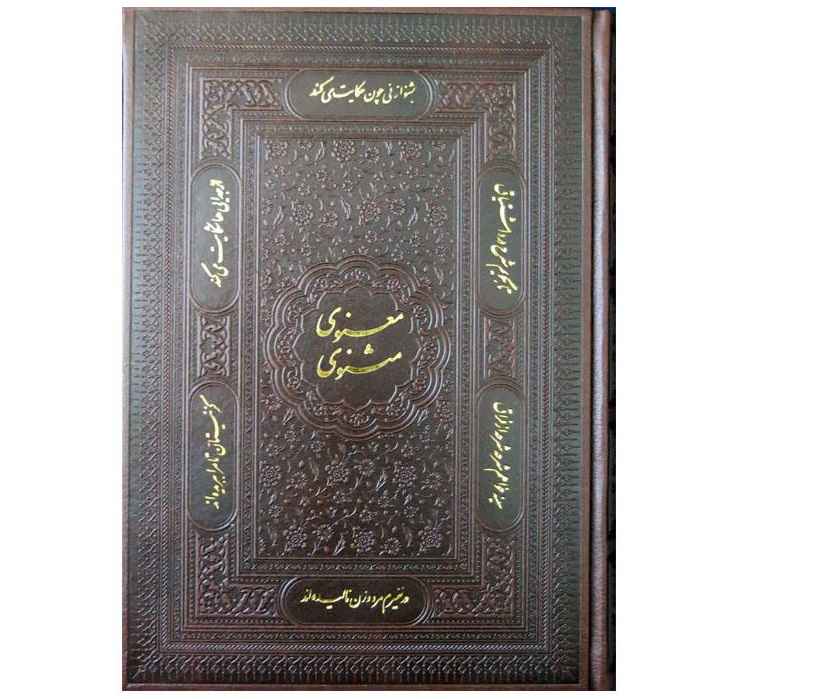 بشنو از نی چون حکایت می کند
از جدایی ها شکایت می کند
کز نیستان تا مرا ببریده اند
در نفیرم مرد و زن نالیده اند
سینه خواهم شرحه شرحه از فراق
تا بگویم شرح درد اشتیاق
معنوی
مثنوی